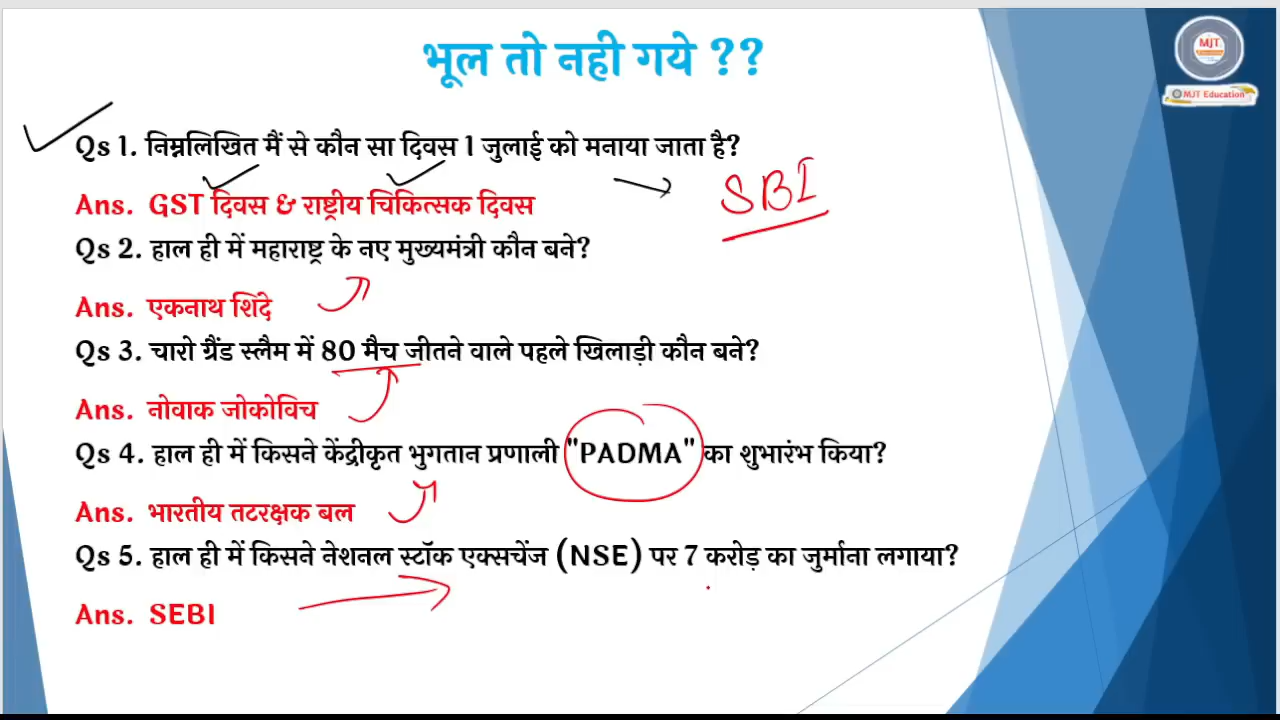 भूल तो नही गये ??
MJT
MJT Education
Qs 1. निम्नलिखित मैं से कौन सा दिवस 1 जुलाई को मनाया जाता है?
SBI
Ans. GST दिवस & राष्ट्रीय चिकित्सक दिवस
Qs 2. हाल ही में महाराष्ट्र के नए मुख्यमंत्री कौन बने?
Ans. एकनाथ शिंदे
Qs 3. चारो ग्रैंड स्लैम में 80 मैच जीतने वाले पहले खिलाड़ी कौन बने?
Ans. नोवाक जोकोविच
Qs 4. हाल ही में किसने केंद्रीकृत भुगतान प्रणाली "PADMA" का शुभारंभ किया?
Ans. भारतीय तटरक्षक बल
Qs 5. हाल ही में किसने नेशनल स्टॉक एक्सचेंज (NSE) पर 7 करोड़ का जुर्माना लगाया?
Ans. SEBI